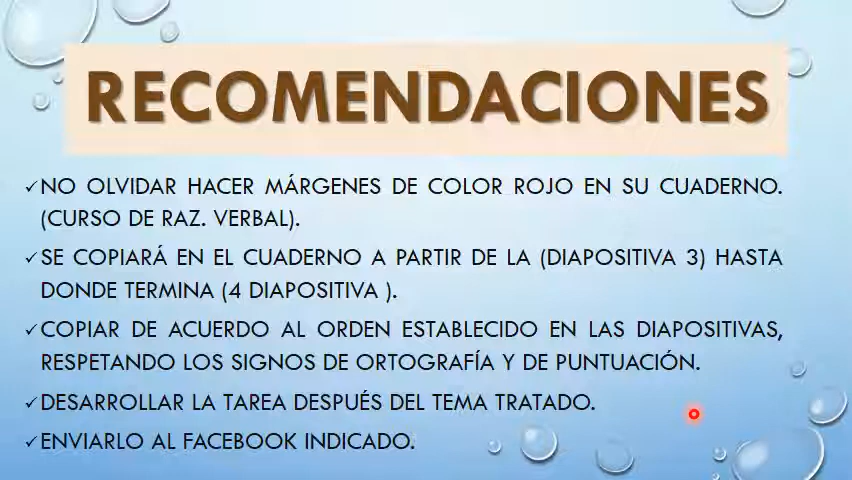 RECOMENDACIONES
✓NO OLVIDAR HACER MÁRGENES DE COLOR ROJO EN SU CUADERNO.
(CURSO DE RAZ. VERBAL).
✓SE COPIARÁ EN EL CUADERNO A PARTIR DE LA (DIAPOSITIVA 3) HASTA
DONDE TERMINA (4 DIAPOSITIVA ).
✓COPIAR DE ACUERDO AL ORDEN ESTABLECIDO EN LAS DIAPOSITIVAS,
RESPETANDO LOS SIGNOS DE ORTOGRAFÍA Y DE PUNTUACIÓN.
✓DESARROLLAR LA TAREA DESPUÉS DEL TEMA TRATADO.
✓ENVIARLO AL FACEBOOK INDICADO.